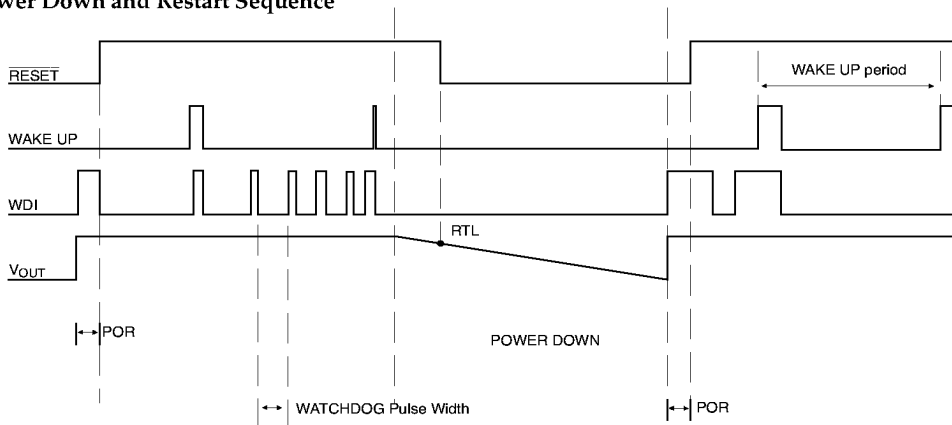 wer Down and Restart Sequence
RESET
WAKE UP period
WAKE UP
WDI
RTL
VOUT
POR
POWER DOWN
WATCHDOG Pulse Width
POR